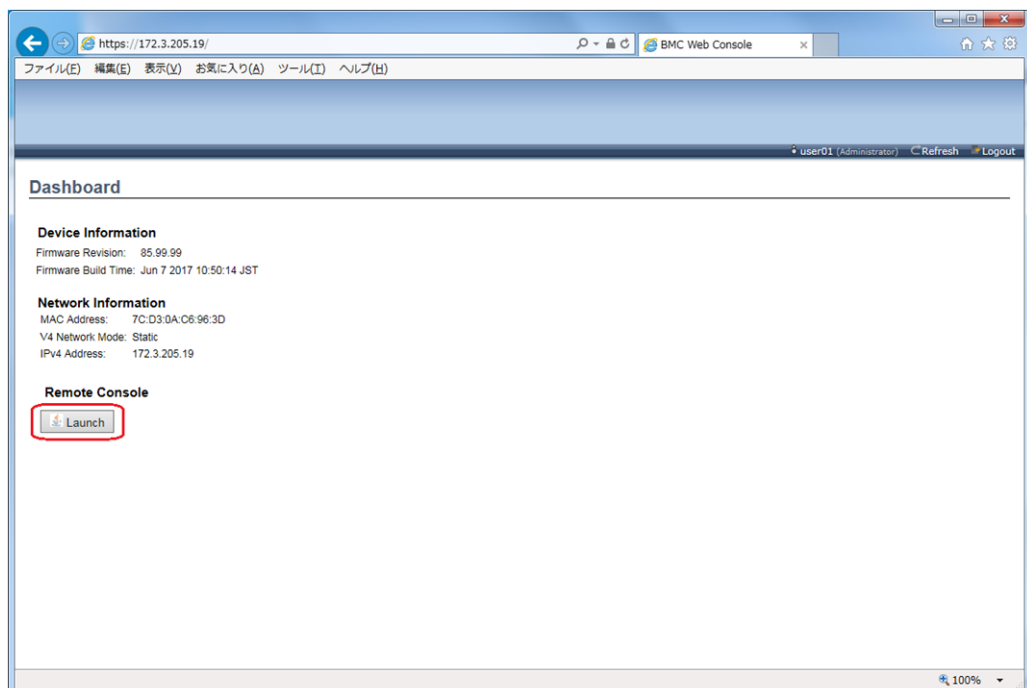 https://172.3.205.19/
BMC Web Console
ファイル(F) 編集(E) 表示(V) お気に入り(A) ツール(T) ヘルプ(H)
user01 (Administrator) Refresh Logout
Dashboard
Device Information
Firmware Revision: 85.99.99
Firmware Build Time: Jun 7 2017 10:50:14 JST
Network Information
MAC Address: 7C:D3:0A:C6:96:3D
V4 Network Mode: Static
IPv4 Address: 172.3.205.19
Remote Console
Launch
100%